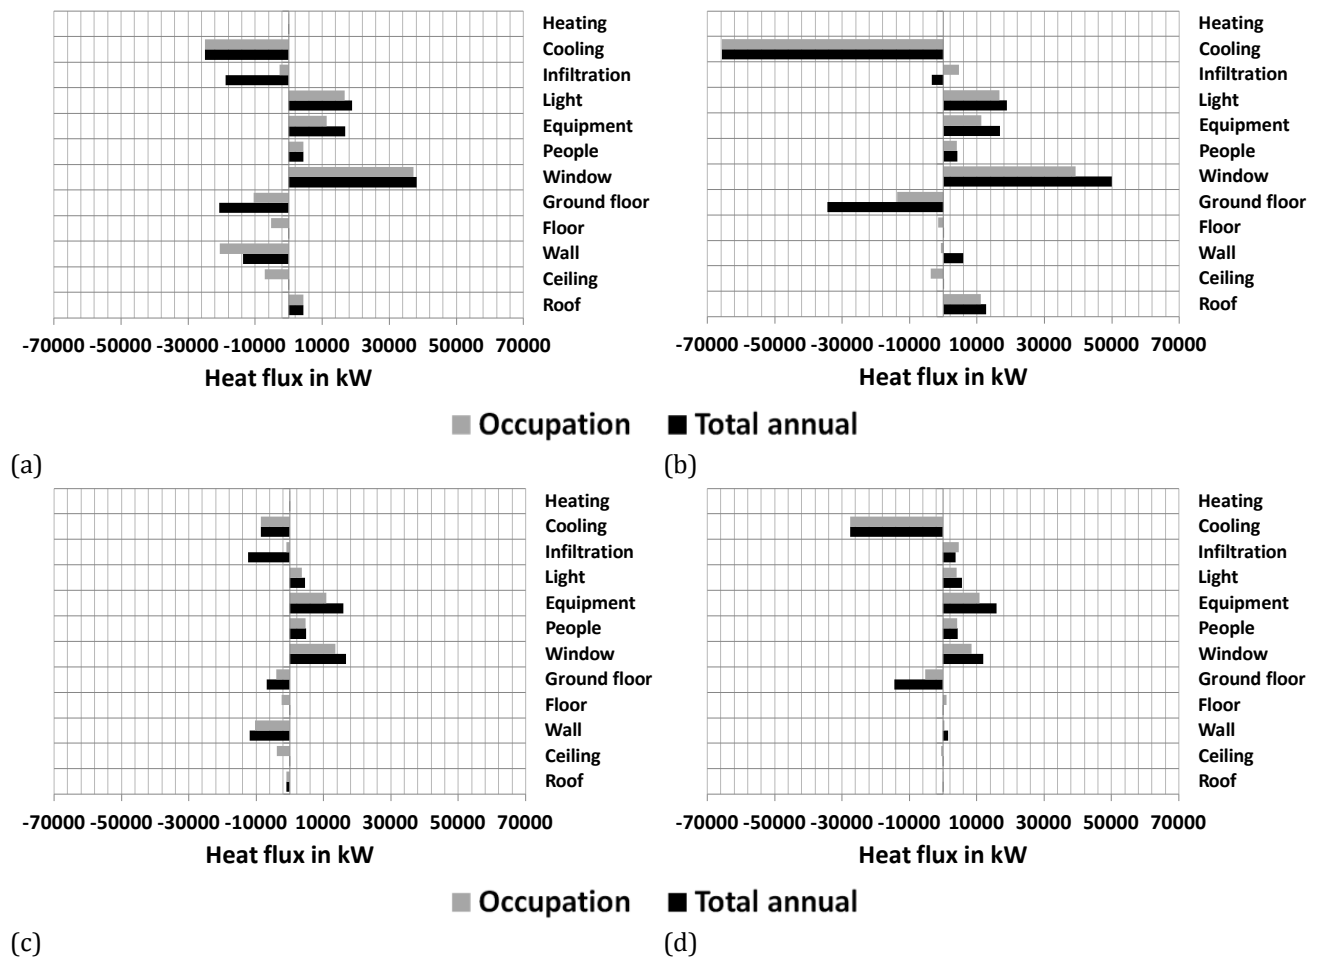 Heating
Cooling
Infiltration
Light
Equipment
People
Window
Ground floor
Floor
Wall
Ceiling
Roof
-70000 -50000 -30000 -10000 10000 30000 50000 70000
Heat flux in kW
Heating
Cooling
Infiltration
Light
Equipment
People
Window
Ground floor
Floor
Wall
Ceiling
Roof
-70000 -50000 -30000 -10000 10000 30000 50000 70000
Heat flux in kW
Occupation Total annual
(a) (b)
Heating
Cooling
Infiltration
Light
Equipment
People
Window
Ground floor
Floor
Wall
Ceiling
Roof
-70000 -50000 -30000 -10000 10000 30000 50000 70000
Heat flux in kW
Heating
Cooling
Infiltration
Light
Equipment
People
Window
Ground floor
Floor
Wall
Ceiling
Roof
-70000 -50000 -30000 -10000 10000 30000 50000 70000
Heat flux in kW
Occupation Total annual
(c) (d)